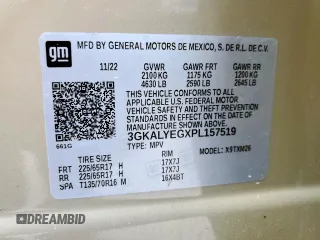 gm
MFD BY GENERAL MOTORS DE MEXICO, S. DE R.L. DE C.V.
11/22 GVWR GAWR FRT GAWR RR
2100 KG 1175 KG 1200 KG
4630 LB 2590 LB 2645 LB
THIS VEHICLE CONFORMS TO ALL APPLICABLE
U.S. FEDERAL MOTOR VEHICLE SAFETY, BUMPER, AND
THEFT PREVENTION STANDARDS IN EFFECT ON
THE DATE OF MANUFACTURE SHOWN ABOVE.
3GKALYEGXPL157519
661G TYPE: MPV MODEL: X9TXM26
TIRE SIZE RIM
FRT 225/65R17 H 17X7J
RR 225/65R17 H 17X7J
SPA T135/70R16 M 16X4BT
DREAMBID